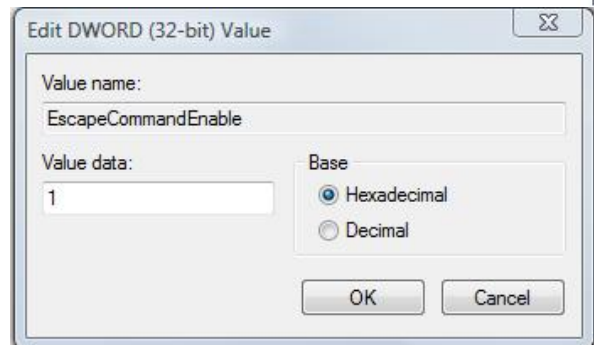 Edit DWORD (32-bit) Value
Value name:
EscapeCommandEnable
Value data:
1
Base
Hexadecimal
Decimal
OK
Cancel